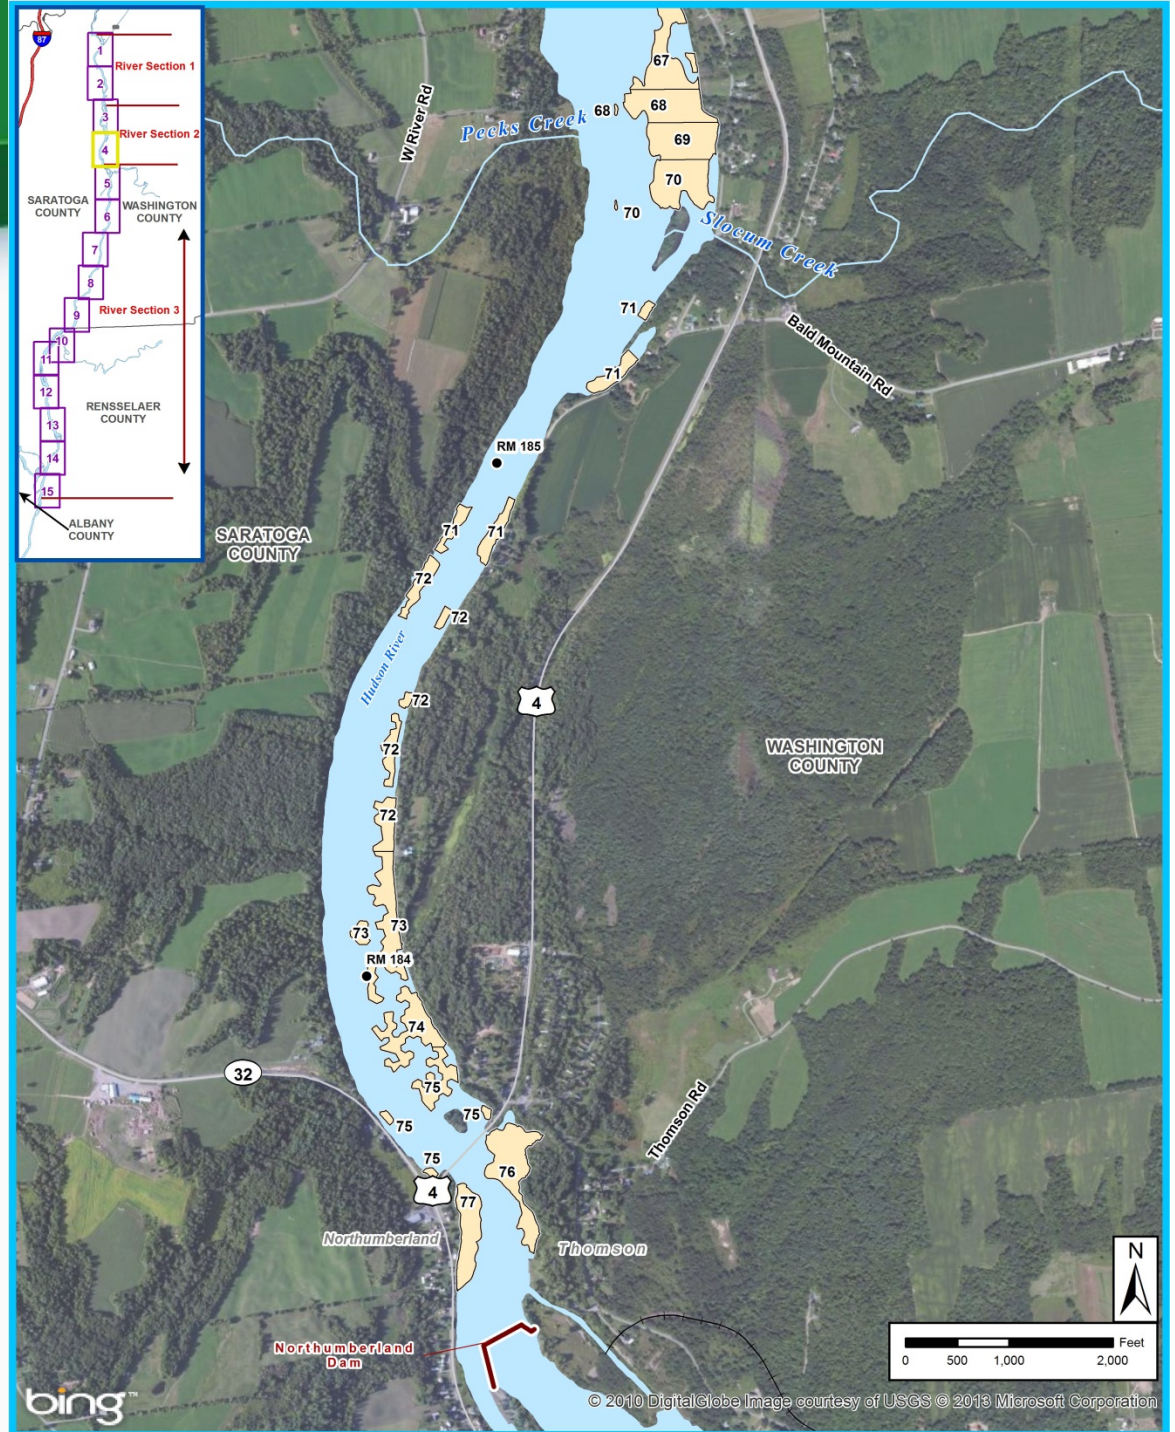 87
1
River Section 1
2
3
River Section 2
4
5
SARATOGA
COUNTY
WASHINGTON
COUNTY
6
7
8
River Section 3
9
10
11
12
RENSSELAER
COUNTY
13
14
15
ALBANY
COUNTY
67
68
68
W River Rd
Pecks Creek
69
70
70
Slocum Creek
71
Bald Mountain Rd
71
RM 185
SARATOGA
COUNTY
71
71
72
72
Hudson River
72
4
72
WASHINGTON
COUNTY
72
73
73
RM 184
74
32
75
75
75
Thomson Rd
75
76
4
77
Northumberland
Thomson
N
Northumberland
Dam
Feet
0 500 1,000 2,000
bing™
© 2010 DigitalGlobe Image courtesy of USGS © 2013 Microsoft Corporation